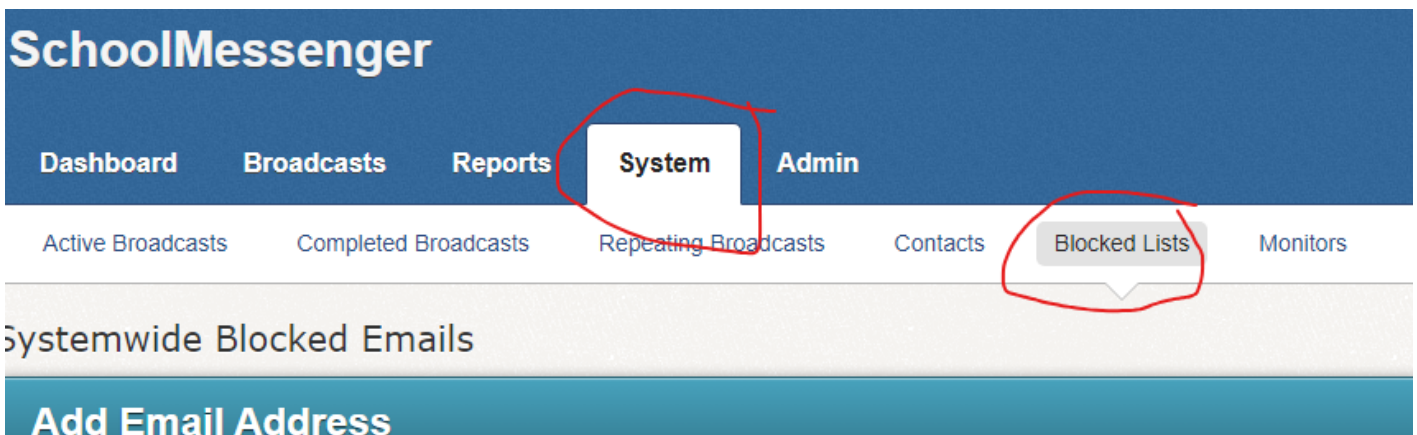 SchoolMessenger
Dashboard Broadcasts Reports System Admin
Active Broadcasts Completed Broadcasts Repeating Broadcasts Contacts Blocked Lists Monitors
Systemwide Blocked Emails
Add Email Address